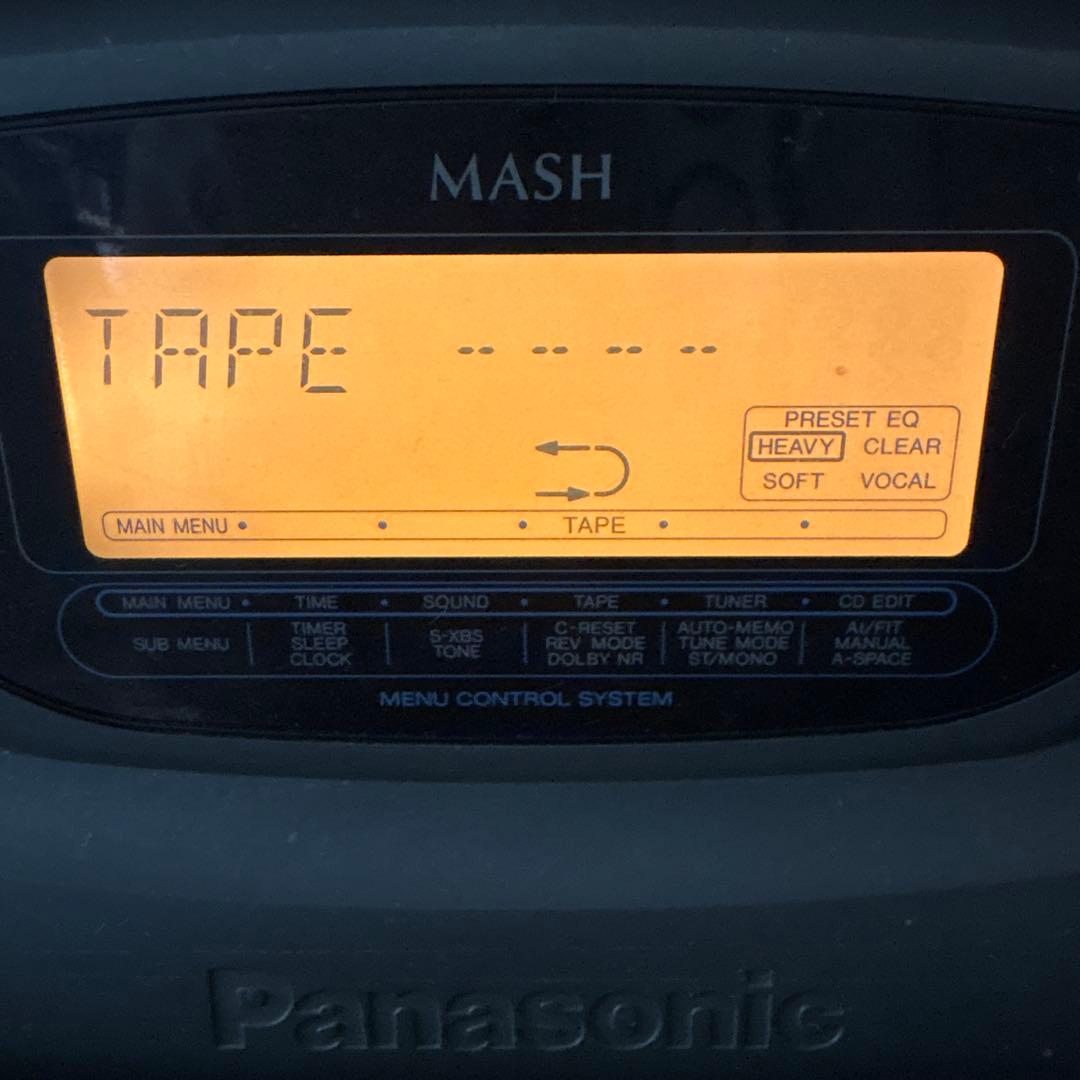 MASH
TAPE -- -- -- --
PRESET EQ
HEAVY CLEAR
SOFT VOCAL
MAIN MENU • • • TAPE • •
MAIN MENU • TIME • SOUND • TAPE • TUNER • CD EDIT
SUB MENU
TIMER
SLEEP
CLOCK
S-XBS
TONE
C-RESET
REV MODE
DOLBY NR
AUTO-MEMO
TUNE MODE
ST/MONO
AI/FIT
MANUAL
A-SPACE
MENU CONTROL SYSTEM
Panasonic